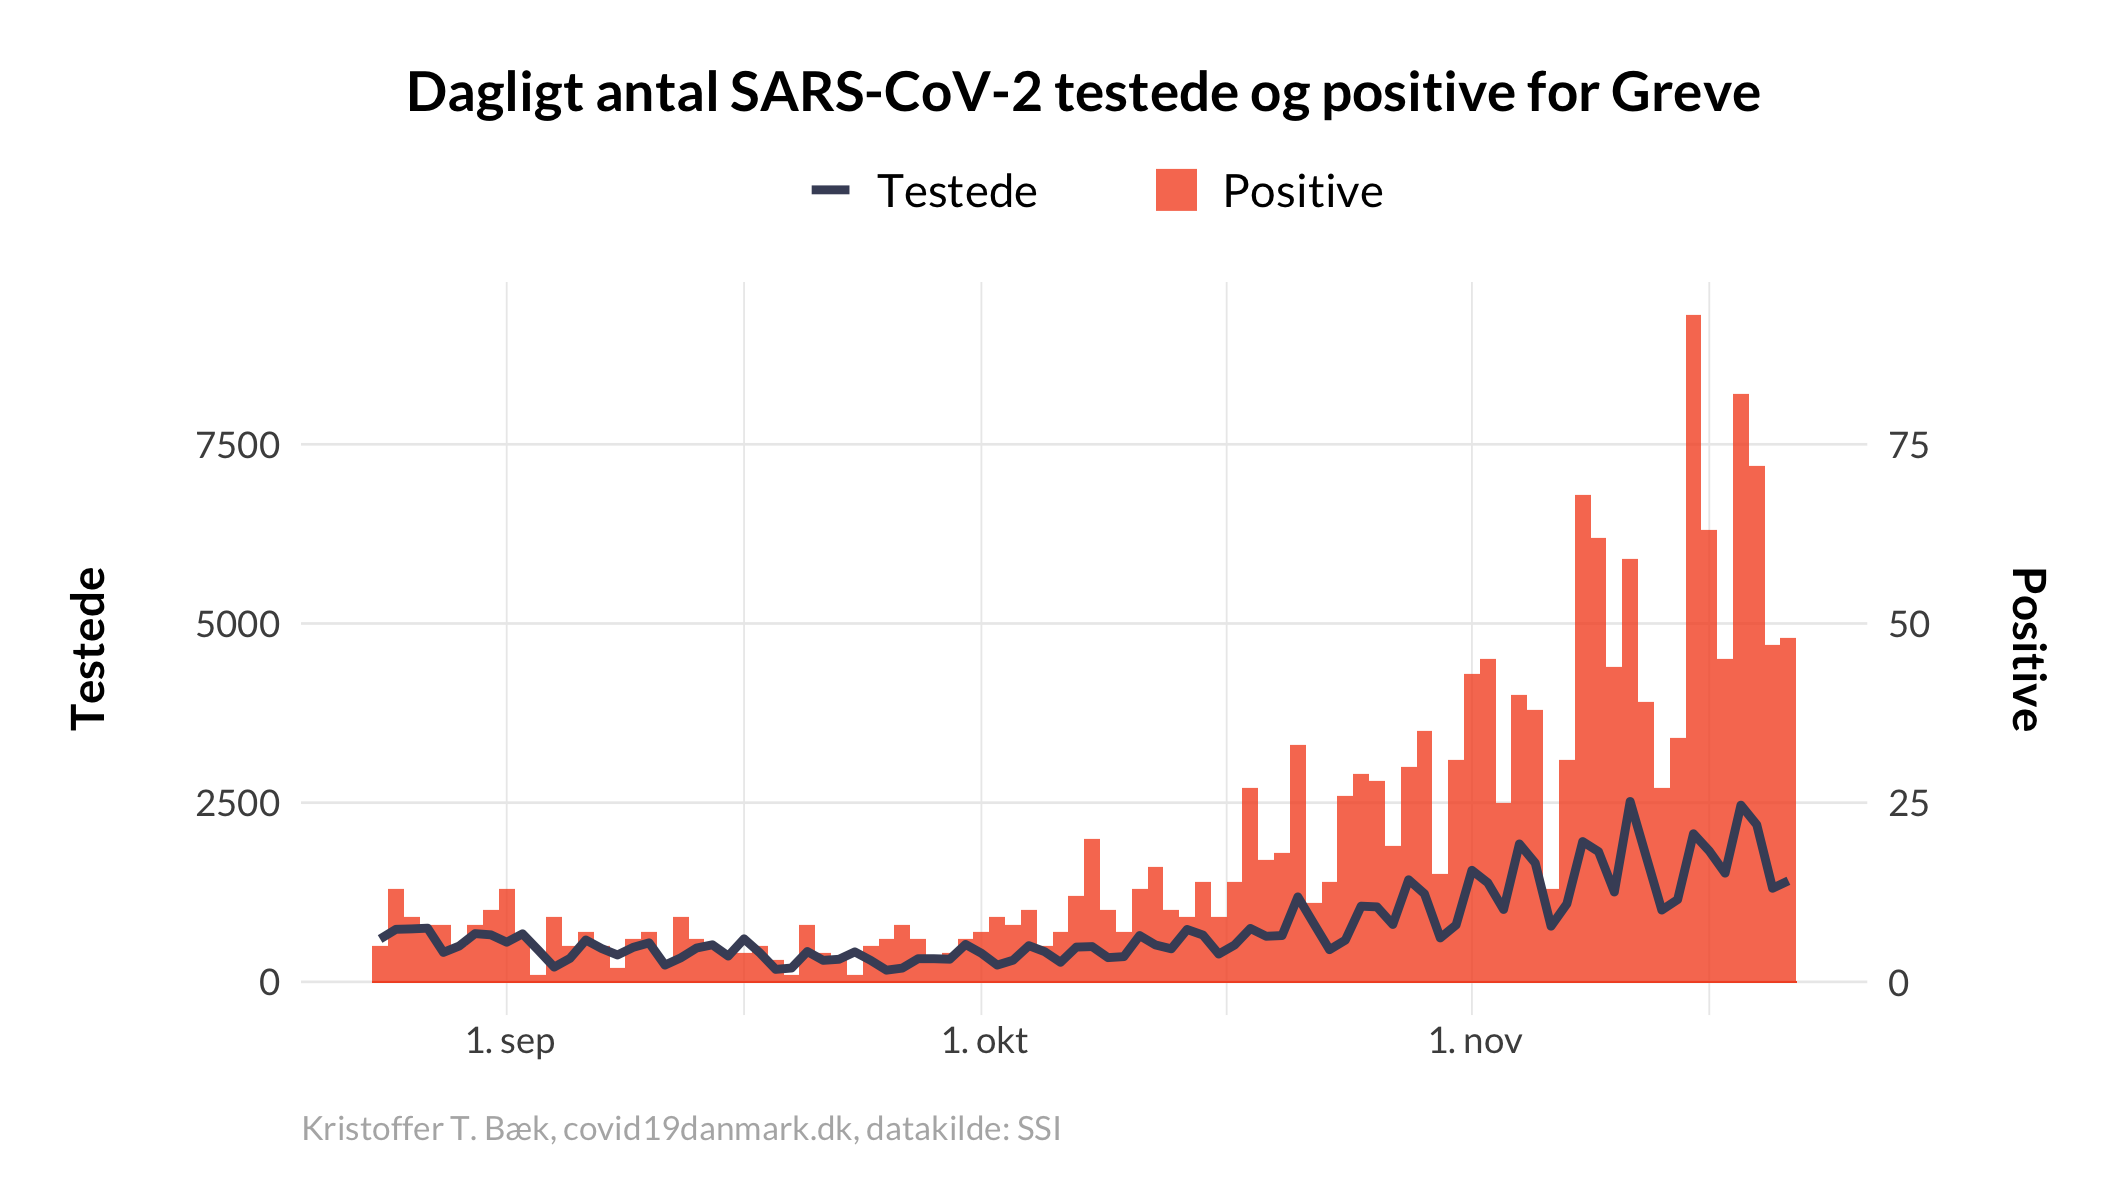 Dagligt antal SARS-CoV-2 testede og positive for Greve
Testede
Positive
7500
5000
2500
0
75
50
25
0
Testede
Positive
1. sep
1. okt
1. nov
Kristoffer T. Bæk, covid19danmark.dk, datakilde: SSI